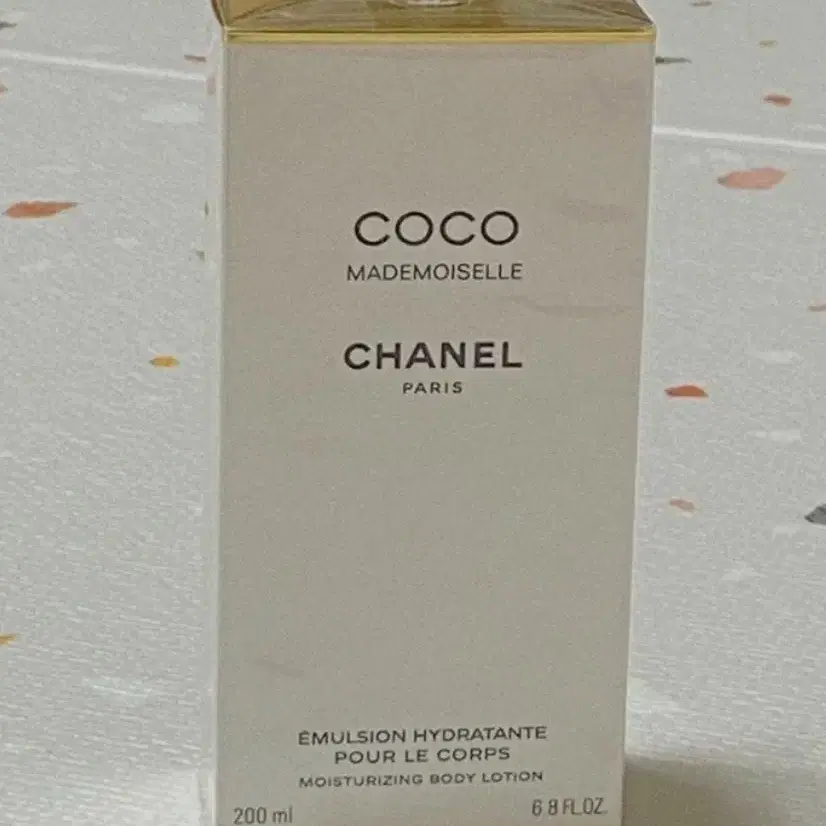 COCO
MADEMOISELLE
CHANEL
PARIS
ÉMULSION HYDRATANTE
POUR LE CORPS
MOISTURIZING BODY LOTION
200 ml 6 8 FL.OZ.